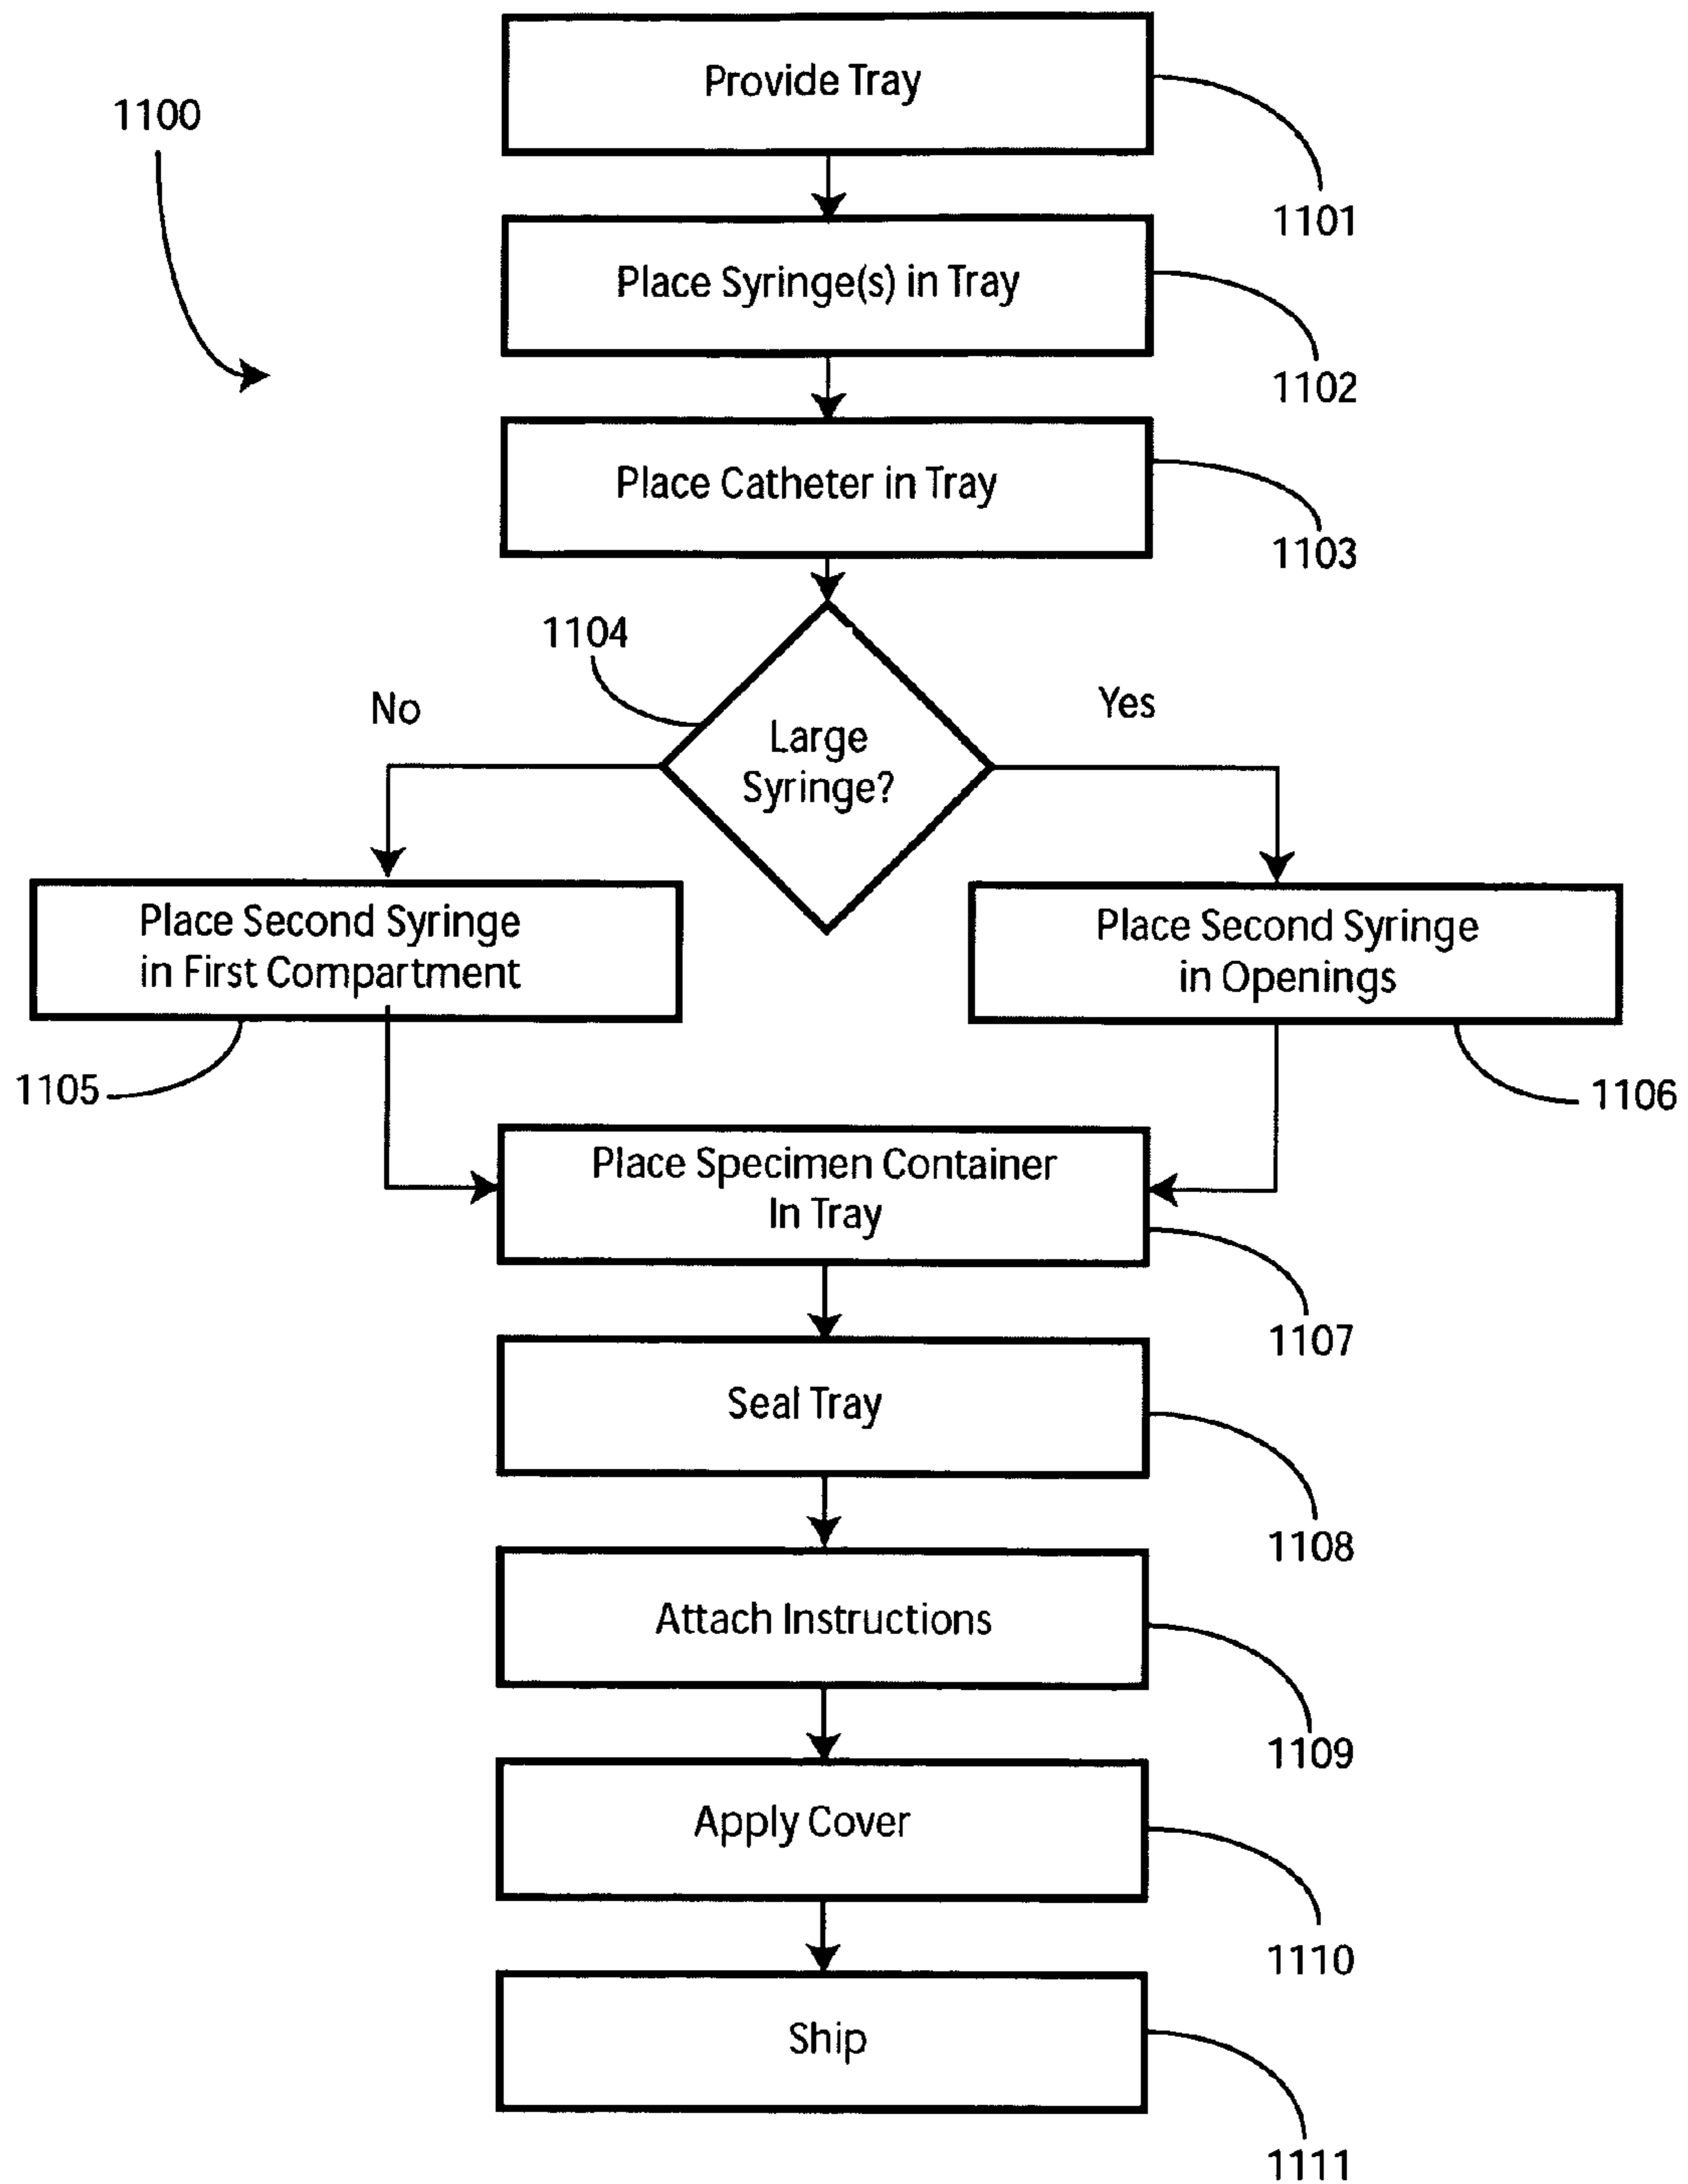 Provide Tray
1100
1101
Place Syringe(s) in Tray
1102
Place Catheter in Tray
1103
1104
No
Yes
Large
Syringe?
Place Second Syringe
in First Compartment
Place Second Syringe
in Openings
1105
1106
Place Specimen Container
In Tray
1107
Seal Tray
1108
Attach Instructions
1109
Apply Cover
1110
Ship
1111